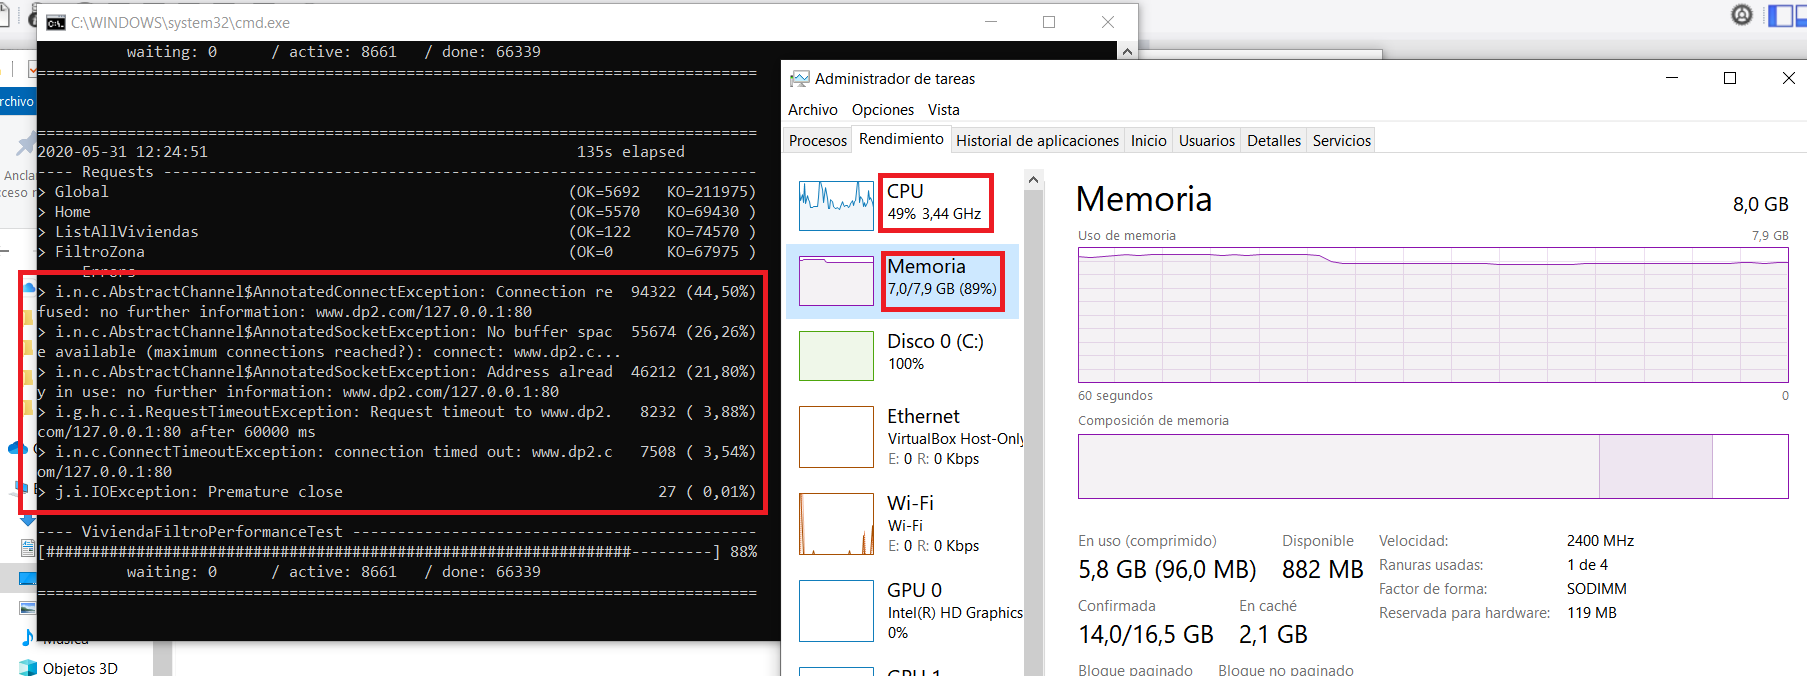 C:\WINDOWS\system32\cmd.exe
waiting: 0 / active: 8661 / done: 66339
================================================================================
================================================================================
2020-05-31 12:24:51 135s elapsed
---- Requests ------------------------------------------------------------------
> Global (OK=5692 KO=211975)
> Home (OK=5570 KO=69430 )
> ListAllViviendas (OK=122 KO=74570 )
> FiltroZona (OK=0 KO=67975 )
Errors
> i.n.c.AbstractChannel$AnnotatedConnectException: Connection re 94322 (44,50%)
fused: no further information: www.dp2.com/127.0.0.1:80
> i.n.c.AbstractChannel$AnnotatedSocketException: No buffer spac 55674 (26,26%)
e available (maximum connections reached?): connect: www.dp2.c...
> i.n.c.AbstractChannel$AnnotatedSocketException: Address alread 46212 (21,80%)
y in use: no further information: www.dp2.com/127.0.0.1:80
> i.g.h.c.i.RequestTimeoutException: Request timeout to www.dp2. 8232 ( 3,88%)
com/127.0.0.1:80 after 60000 ms
> i.n.c.ConnectTimeoutException: connection timed out: www.dp2.c 7508 ( 3,54%)
om/127.0.0.1:80
> j.i.IOException: Premature close 27 ( 0,01%)
---- ViviendaFiltroPerformanceTest ---------------------------------------------
[#################################################################---------] 88%
waiting: 0 / active: 8661 / done: 66339
================================================================================
rchivo
Ancla
cceso r
Música
Objetos 3D
Administrador de tareas
Archivo Opciones Vista
Procesos Rendimiento Historial de aplicaciones Inicio Usuarios Detalles Servicios
CPU
49% 3,44 GHz
Memoria
7,0/7,9 GB (89%)
Disco 0 (C:)
100%
Ethernet
VirtualBox Host-Only
E: 0 R: 0 Kbps
Wi-Fi
Wi-Fi
E: 0 R: 0 Kbps
GPU 0
Intel(R) HD Graphics
0%
GPU 1
Memoria 8,0 GB
Uso de memoria 7,9 GB
60 segundos 0
Composición de memoria
En uso (comprimido) Disponible
5,8 GB (96,0 MB) 882 MB
Confirmada En caché
14,0/16,5 GB 2,1 GB
Bloque paginado Bloque no paginado
Velocidad: 2400 MHz
Ranuras usadas: 1 de 4
Factor de forma: SODIMM
Reservada para hardware: 119 MB